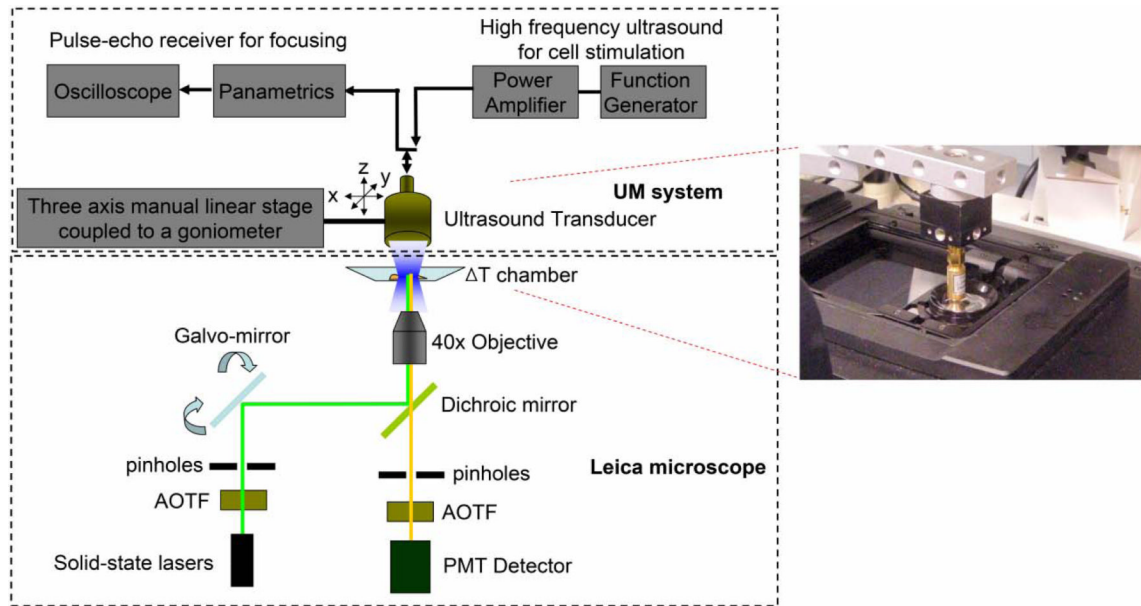 Pulse-echo receiver for focusing
High frequency ultrasound
for cell stimulation
Oscilloscope
Panametrics
Power
Amplifier
Function
Generator
z
y
x
UM system
Three axis manual linear stage
coupled to a goniometer
Ultrasound Transducer
ΔT chamber
Galvo-mirror
40x Objective
Dichroic mirror
pinholes
pinholes
Leica microscope
AOTF
AOTF
Solid-state lasers
PMT Detector